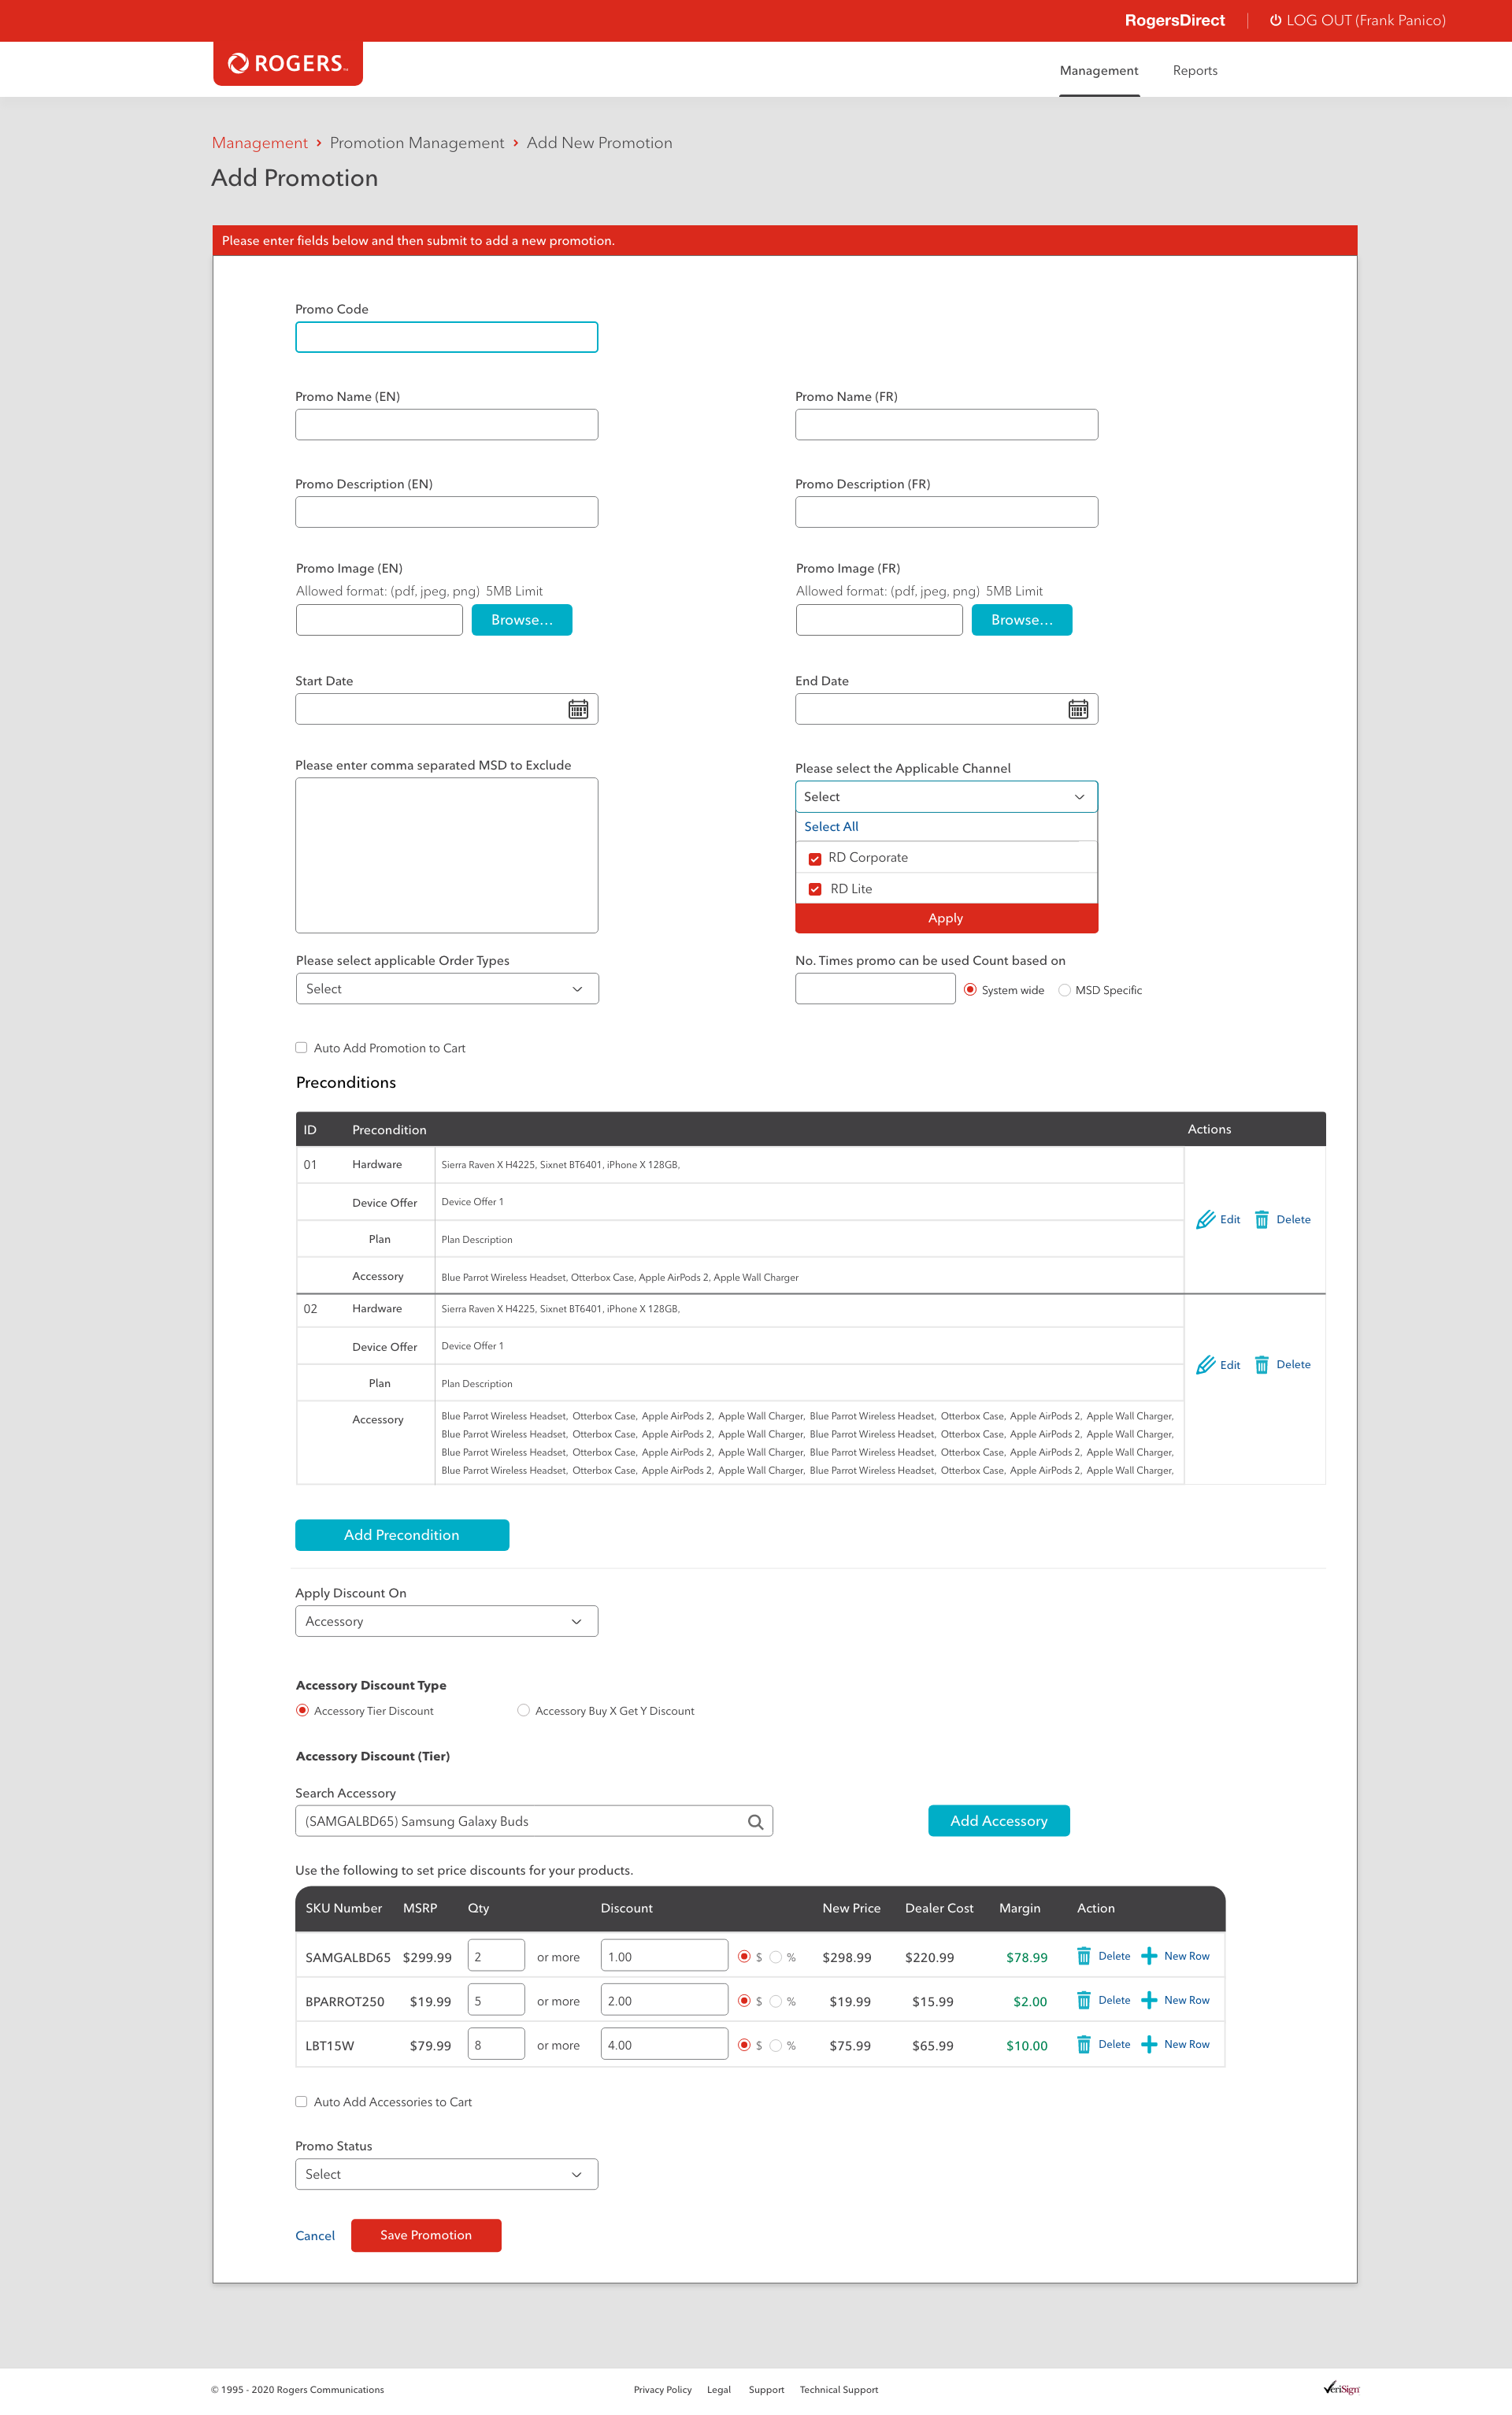 RogersDirect LOG OUT (Frank Panico)
ROGERS™
Management Reports
Management > Promotion Management > Add New Promotion
Add Promotion
Please enter fields below and then submit to add a new promotion.
Promo Code
Promo Name (EN) Promo Name (FR)
Promo Description (EN) Promo Description (FR)
Promo Image (EN) Promo Image (FR)
Allowed format: (pdf, jpeg, png) 5MB Limit Allowed format: (pdf, jpeg, png) 5MB Limit
Browse... Browse...
Start Date End Date
Please enter comma separated MSD to Exclude Please select the Applicable Channel
Select
Select All
RD Corporate
RD Lite
Apply
Please select applicable Order Types No. Times promo can be used Count based on
Select System wide MSD Specific
Auto Add Promotion to Cart
Preconditions
ID Precondition Actions
01 Hardware Sierra Raven X H4225, Sixnet BT6401, iPhone X 128GB,
Device Offer Device Offer 1
Edit Delete
Plan Plan Description
Accessory Blue Parrot Wireless Headset, Otterbox Case, Apple AirPods 2, Apple Wall Charger
02 Hardware Sierra Raven X H4225, Sixnet BT6401, iPhone X 128GB,
Device Offer Device Offer 1
Edit Delete
Plan Plan Description
Accessory Blue Parrot Wireless Headset, Otterbox Case, Apple AirPods 2, Apple Wall Charger, Blue Parrot Wireless Headset, Otterbox Case, Apple AirPods 2, Apple Wall Charger,
Blue Parrot Wireless Headset, Otterbox Case, Apple AirPods 2, Apple Wall Charger, Blue Parrot Wireless Headset, Otterbox Case, Apple AirPods 2, Apple Wall Charger,
Blue Parrot Wireless Headset, Otterbox Case, Apple AirPods 2, Apple Wall Charger, Blue Parrot Wireless Headset, Otterbox Case, Apple AirPods 2, Apple Wall Charger,
Blue Parrot Wireless Headset, Otterbox Case, Apple AirPods 2, Apple Wall Charger, Blue Parrot Wireless Headset, Otterbox Case, Apple AirPods 2, Apple Wall Charger,
Add Precondition
Apply Discount On
Accessory
Accessory Discount Type
Accessory Tier Discount Accessory Buy X Get Y Discount
Accessory Discount (Tier)
Search Accessory
(SAMGALBD65) Samsung Galaxy Buds Add Accessory
Use the following to set price discounts for your products.
SKU Number MSRP Qty Discount New Price Dealer Cost Margin Action
SAMGALBD65 $299.99 2 or more 1.00 $ % $298.99 $220.99 $78.99 Delete New Row
BPARROT250 $19.99 5 or more 2.00 $ % $19.99 $15.99 $2.00 Delete New Row
LBT15W $79.99 8 or more 4.00 $ % $75.99 $65.99 $10.00 Delete New Row
Auto Add Accessories to Cart
Promo Status
Select
Cancel Save Promotion
© 1995 - 2020 Rogers Communications Privacy Policy Legal Support Technical Support VeriSign